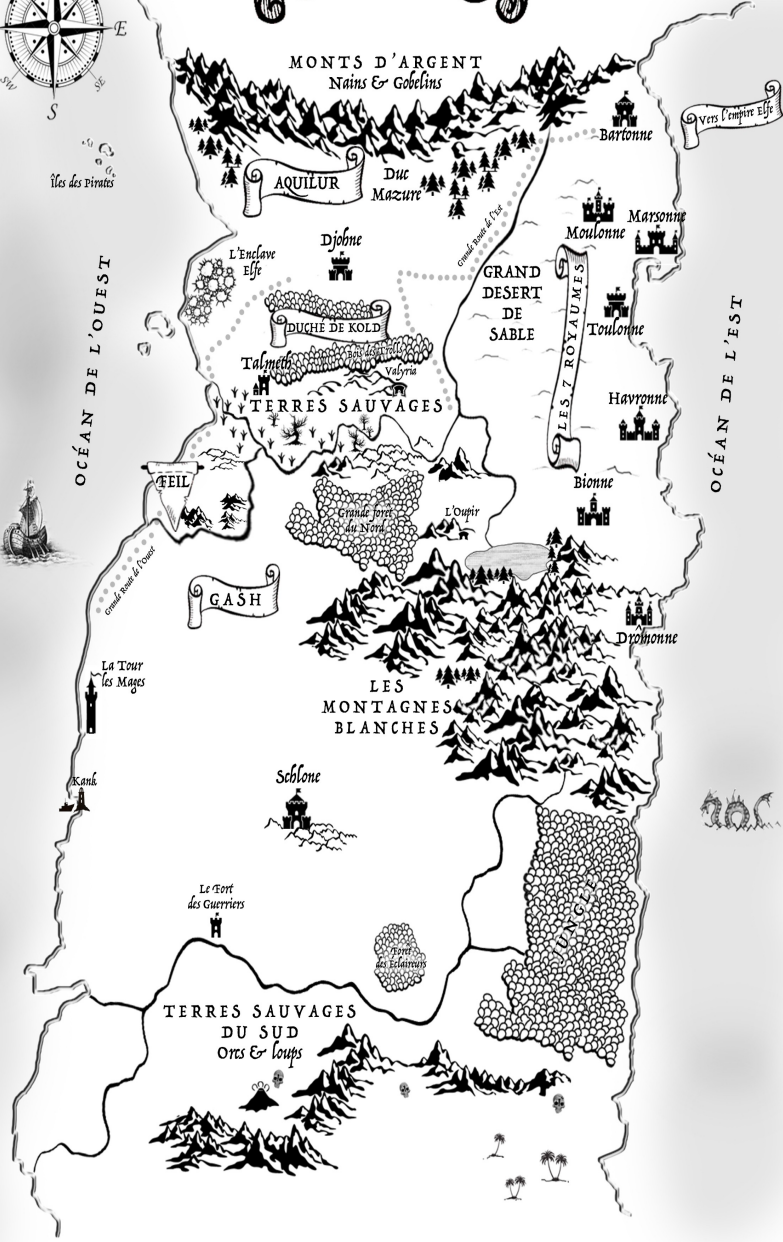 E
SW
SE
S
MONTS D'ARGENT
Nains & Gobelins
Vers l'empire Elfe
Bartonne
Îles des Pirates
AQUILUR
Duc
Mazure
Grande Route de l'Est
Moulonne
Marsonne
L'Enclave
Elfe
Djohne
GRAND
DESERT
DE
SABLE
LES 7 ROYAUMES
OCÉAN DE L'OUEST
OCÉAN DE L'EST
DUCHÉ DE KOLD
Toulonne
Bois des Trolls
Talmeth
Valyria
TERRES SAUVAGES
Havronne
FEIL
Bionne
Grande forêt
du Nord
L'Oupir
Grande Route de l'Ouest
GASH
Dromonne
La Tour
les Mages
LES
MONTAGNES
BLANCHES
Kank
Schlone
JUNGLE
Le Fort
des Guerriers
Forêt
des Eclaireurs
TERRES SAUVAGES
DU SUD
Orcs & loups